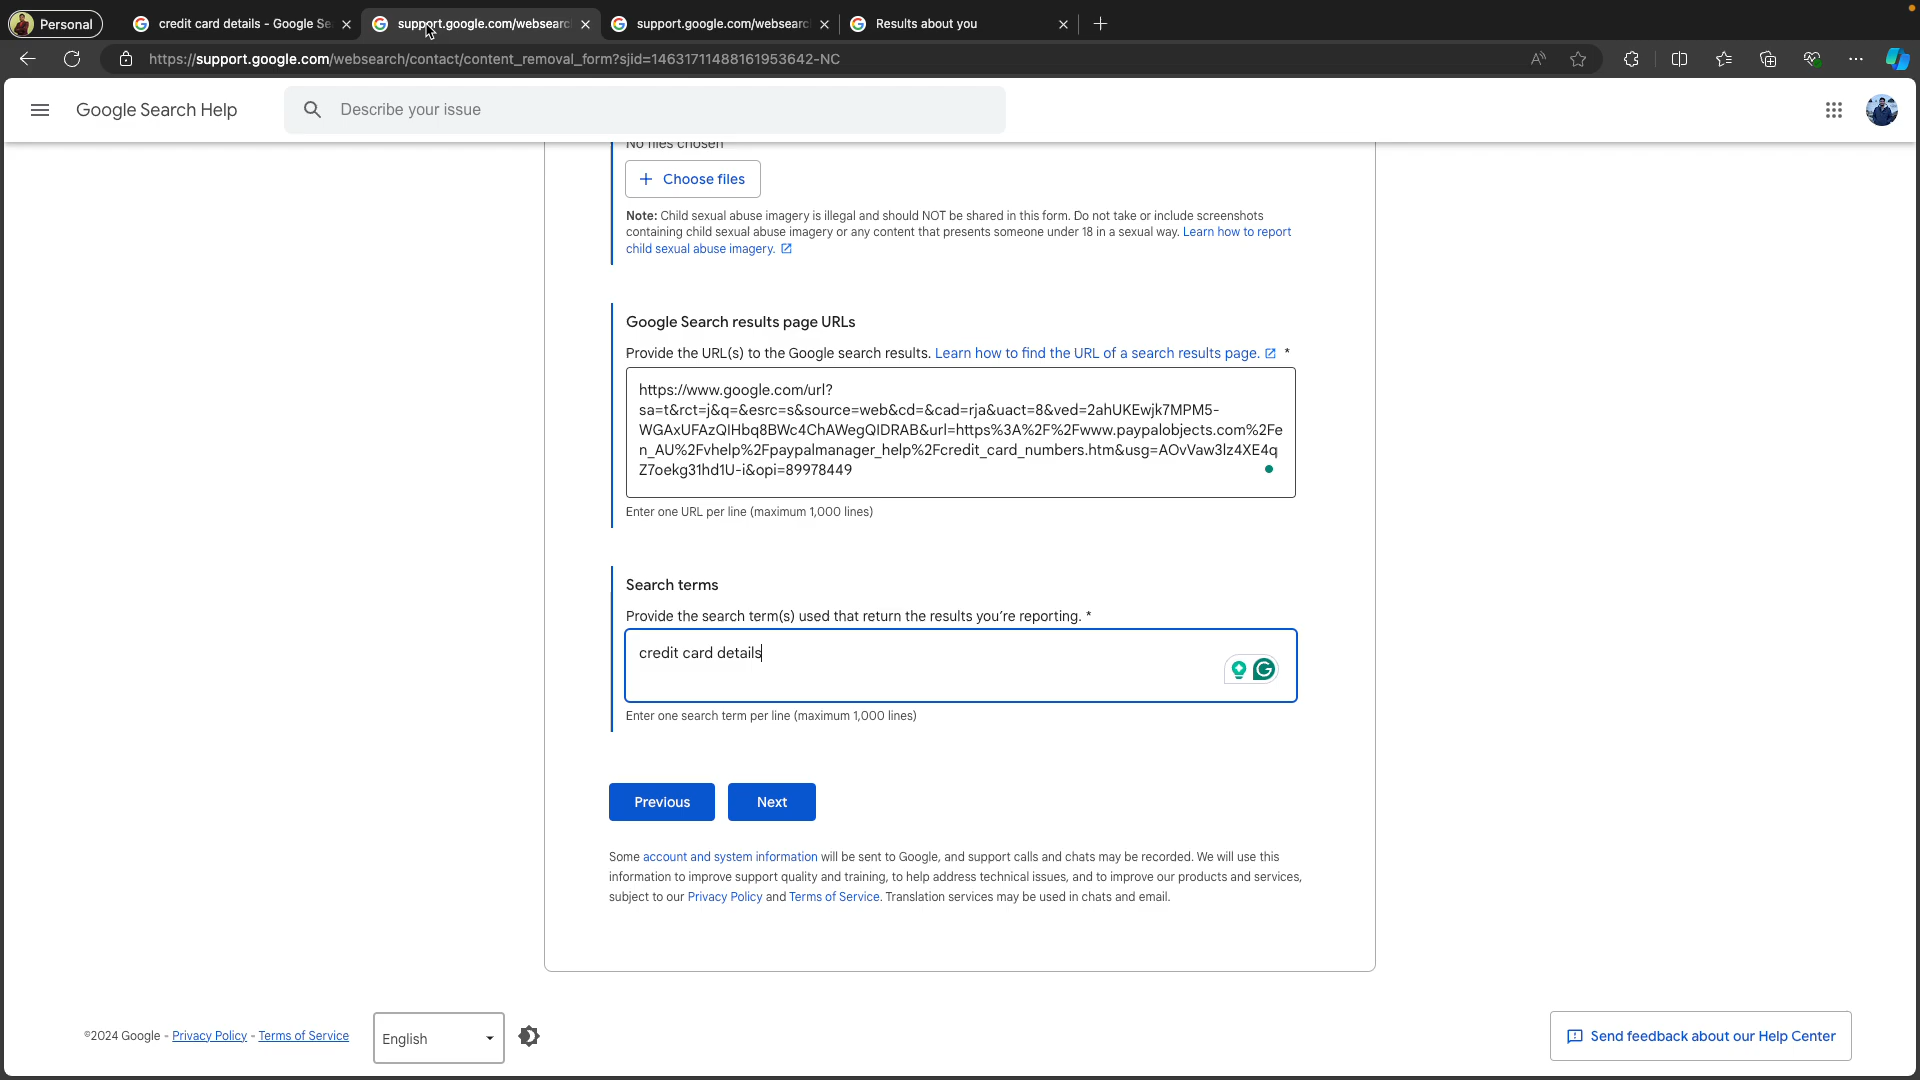 Personal
credit card details - Google Se
support.google.com/websearc
support.google.com/websearc
Results about you
https://support.google.com/websearch/contact/content_removal_form?sjid=14631711488161953642-NC
Google Search Help
Describe your issue
No files chosen
Choose files
Note: Child sexual abuse imagery is illegal and should NOT be shared in this form. Do not take or include screenshots
containing child sexual abuse imagery or any content that presents someone under 18 in a sexual way. Learn how to report
child sexual abuse imagery.
Google Search results page URLs
Provide the URL(s) to the Google search results. Learn how to find the URL of a search results page. *
https://www.google.com/url?
sa=t&rct=j&q=&esrc=s&source=web&cd=&cad=rja&uact=8&ved=2ahUKEwjk7MPM5-
WGAxUFAzQIHbq8BWc4ChAWegQIDRAB&url=https%3A%2F%2Fwww.paypalobjects.com%2Fe
n_AU%2Fvhelp%2Fpaypalmanager_help%2Fcredit_card_numbers.htm&usg=AOvVaw3lz4XE4q
Z7oekg31hd1U-i&opi=89978449
Enter one URL per line (maximum 1,000 lines)
Search terms
Provide the search term(s) used that return the results you're reporting. *
credit card details
Enter one search term per line (maximum 1,000 lines)
Previous
Next
Some account and system information will be sent to Google, and support calls and chats may be recorded. We will use this
information to improve support quality and training, to help address technical issues, and to improve our products and services,
subject to our Privacy Policy and Terms of Service. Translation services may be used in chats and email.
©2024 Google - Privacy Policy - Terms of Service
English
Send feedback about our Help Center